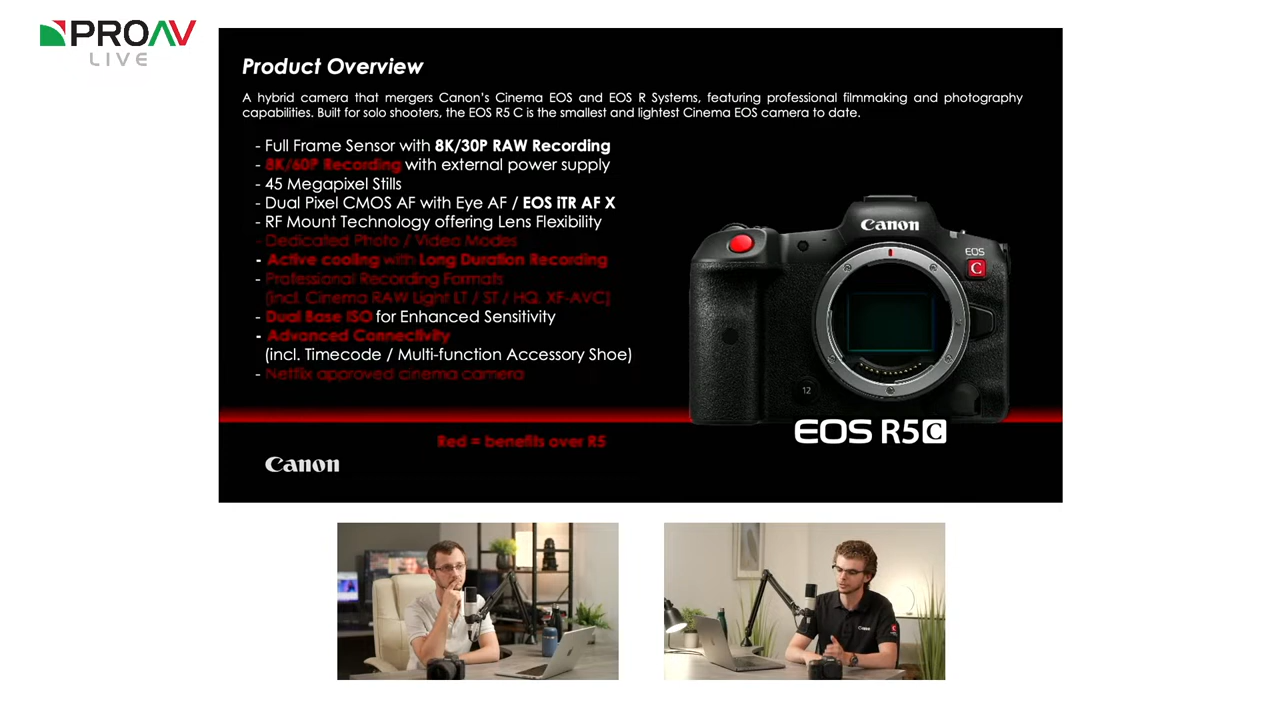 PROAV
LIVE
Product Overview
A hybrid camera that mergers Canon's Cinema EOS and EOS R Systems, featuring professional filmmaking and photography
capabilities. Built for solo shooters, the EOS R5 C is the smallest and lightest Cinema EOS camera to date.
- Full Frame Sensor with 8K/30P RAW Recording
- 8K/60P Recording with external power supply
- 45 Megapixel Stills
- Dual Pixel CMOS AF with Eye AF / EOS iTR AF X
- RF Mount Technology offering Lens Flexibility
- Dedicated Photo / Video Modes
- Active cooling with Long Duration Recording
- Professional Recording Formats
(incl. Cinema RAW Light LT / ST / HQ, XF-AVC)
- Dual Base ISO for Enhanced Sensitivity
- Advanced Connectivity
(incl. Timecode / Multi-function Accessory Shoe)
- Netflix approved cinema camera
Red = benefits over R5
Canon
Canon
EOS
C
12
EOS R5 C